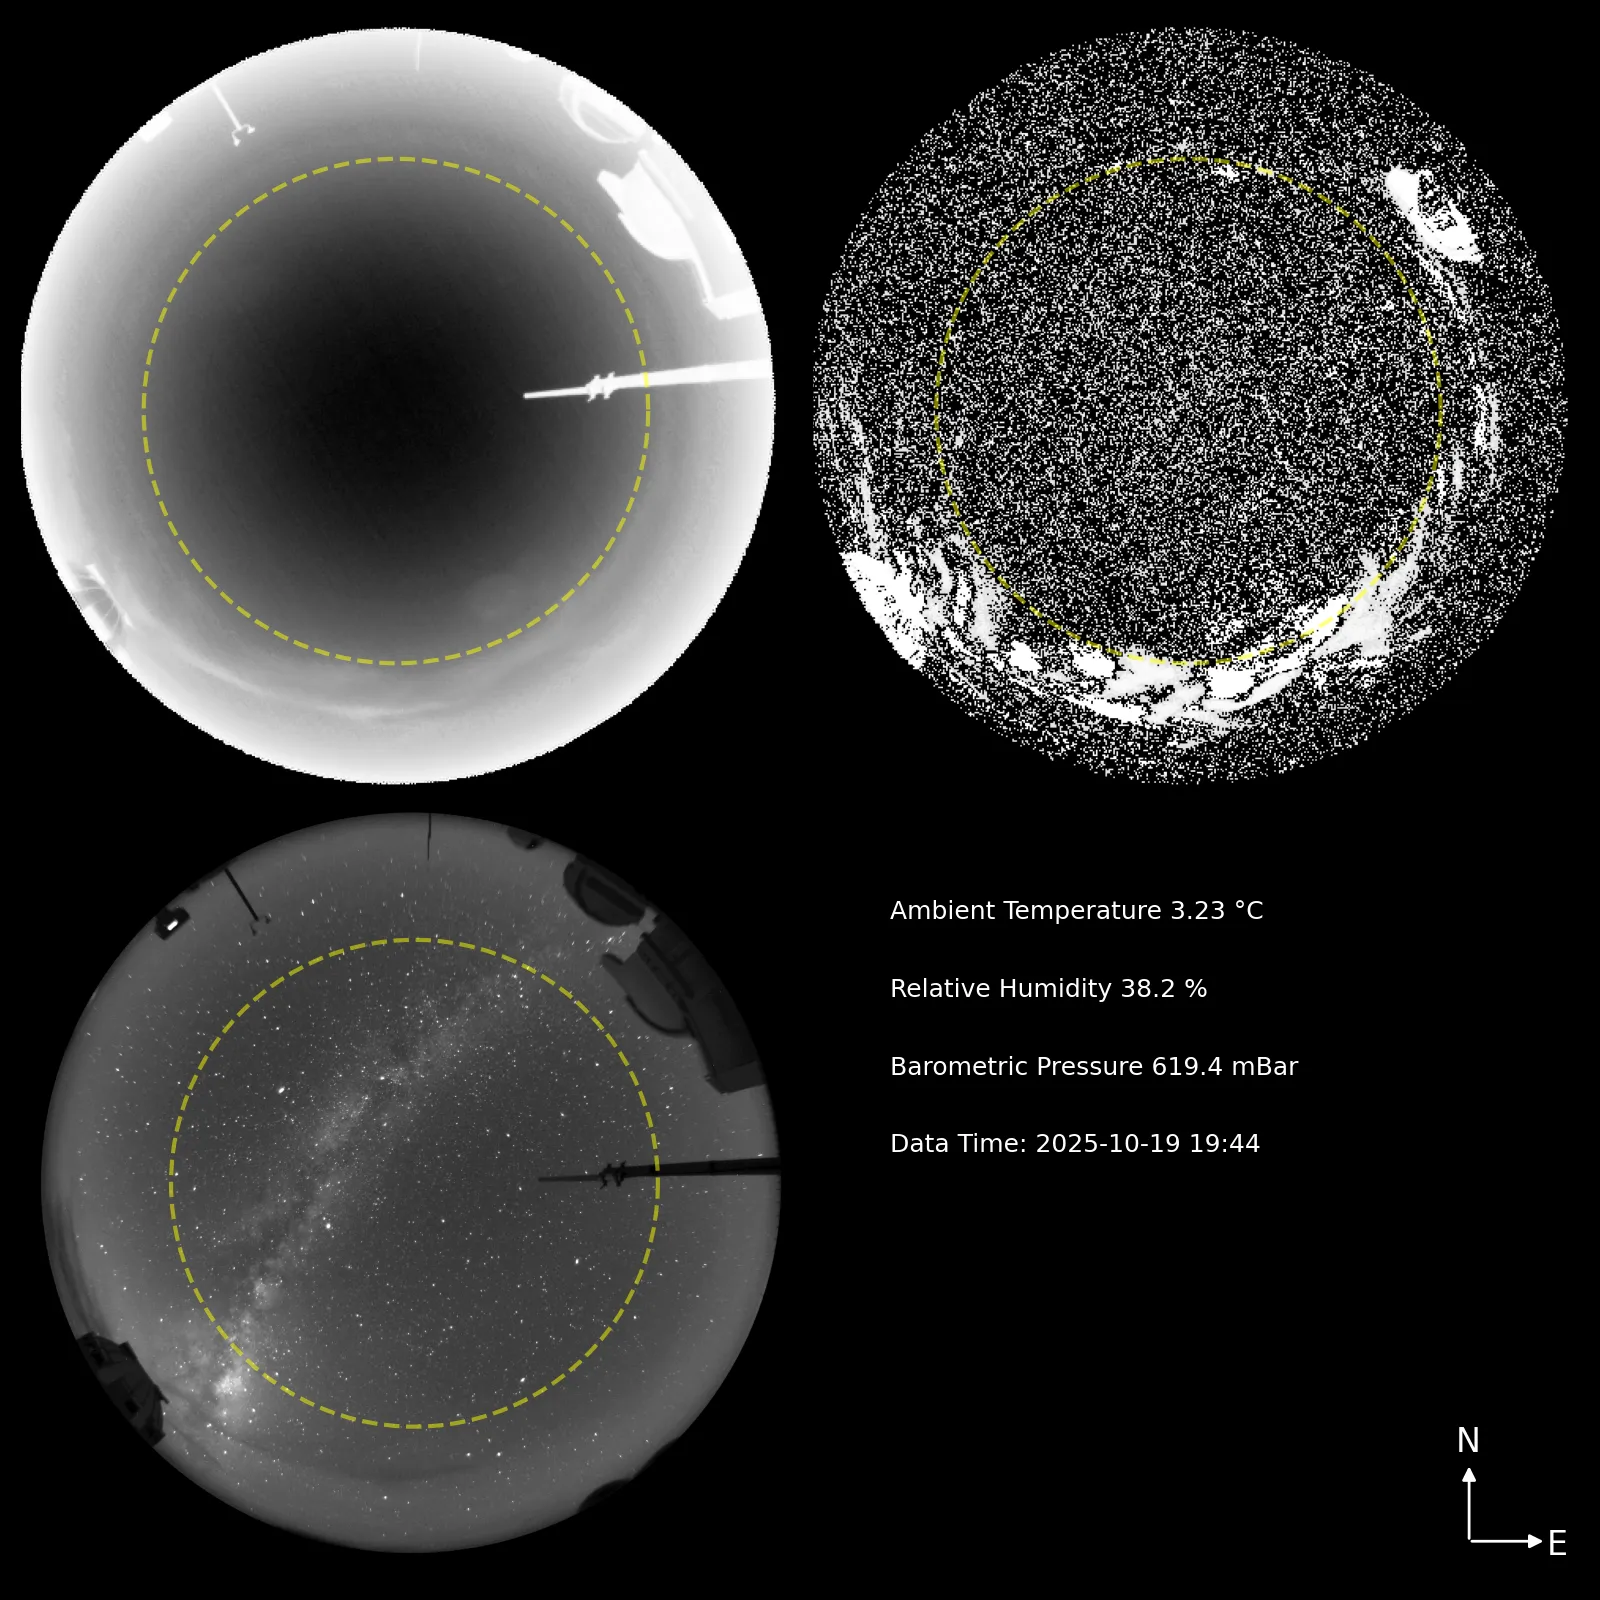 Ambient Temperature 3.23 °C
Relative Humidity 38.2 %
Barometric Pressure 619.4 mBar
Data Time: 2025-10-19 19:44
N
E